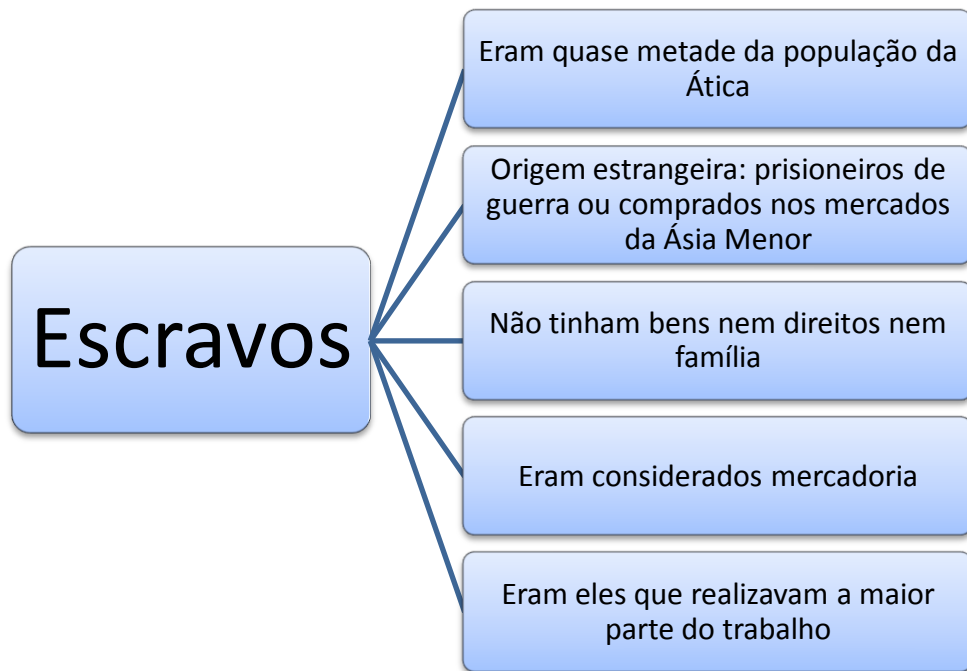 Escravos
Eram quase metade da população da
Ática
Origem estrangeira: prisioneiros de
guerra ou comprados nos mercados
da Ásia Menor
Não tinham bens nem direitos nem
família
Eram considerados mercadoria
Eram eles que realizavam a maior
parte do trabalho